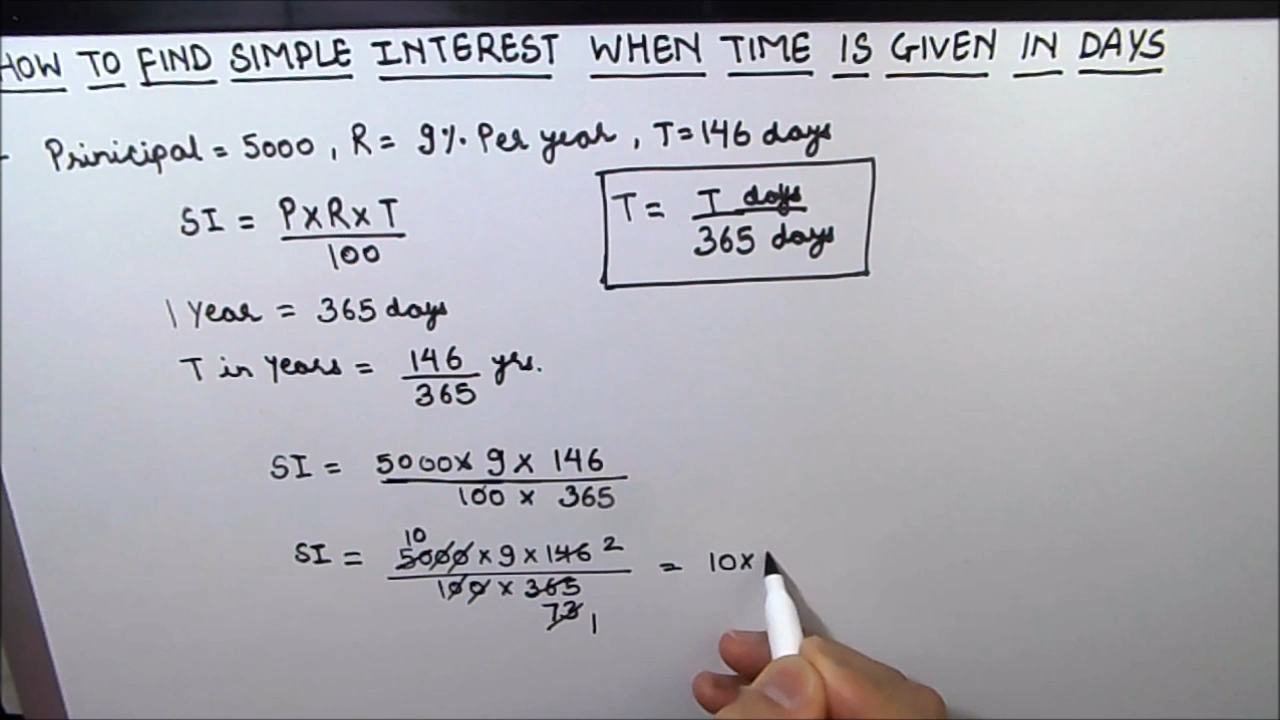 HOW TO FIND SIMPLE INTEREST WHEN TIME IS GIVEN IN DAYS
Prinicipal = 5000 , R = 9% Per year , T = 146 days
SI = P×R×T / 100
T = T days / 365 days
1 Year = 365 days
T in Years = 146 / 365 yrs.
SI = 5000 × 9 × 146 / 100 × 365
10
SI = 5000 × 9 × 146 2 / 100 × 365 = 10 ×
73 1